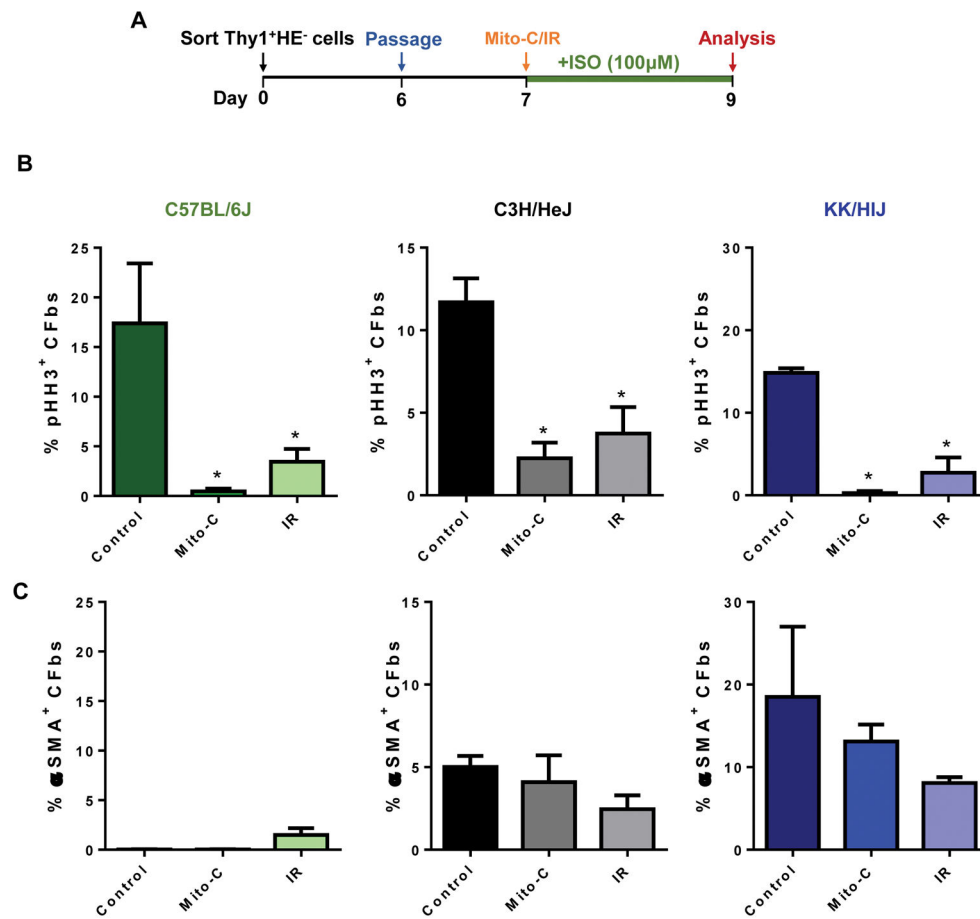 A
Sort Thy1⁺HE⁻ cells Passage Mito-C/IR Analysis
+ISO (100μM)
Day 0 6 7 9
B
C57BL/6J C3H/HeJ KK/HIJ
% pHH3⁺ CFbs
25
20
15
10
5
0
*
*
Control Mito-C IR
% pHH3⁺ CFbs
15
10
5
0
*
*
Control Mito-C IR
% pHH3⁺ CFbs
30
20
10
0
*
*
Control Mito-C IR
C
% αSMA⁺ CFbs
25
20
15
10
5
0
Control Mito-C IR
% αSMA⁺ CFbs
15
10
5
0
Control Mito-C IR
% αSMA⁺ CFbs
30
20
10
0
Control Mito-C IR